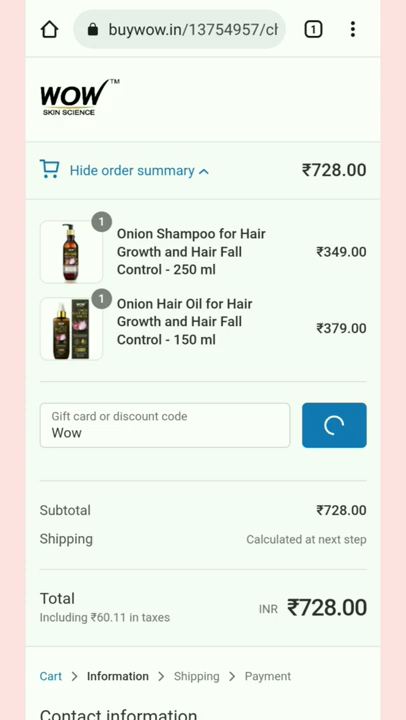 buywow.in/13754957/cl
1
WOW™
SKIN SCIENCE
Hide order summary ₹728.00
1
Onion Shampoo for Hair
Growth and Hair Fall ₹349.00
Control - 250 ml
1
Onion Hair Oil for Hair
Growth and Hair Fall ₹379.00
Control - 150 ml
Gift card or discount code
Wow
Subtotal ₹728.00
Shipping Calculated at next step
Total INR ₹728.00
Including ₹60.11 in taxes
Cart > Information > Shipping > Payment
Contact information